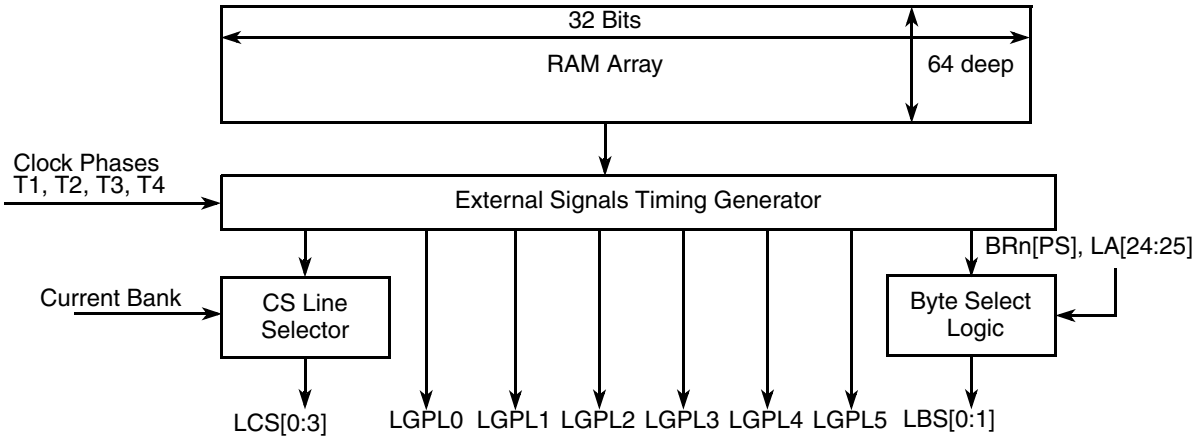 32 Bits
RAM Array
64 deep
Clock Phases
T1, T2, T3, T4
External Signals Timing Generator
BRn[PS], LA[24:25]
Current Bank
CS Line
Selector
Byte Select
Logic
LCS[0:3]
LGPL0 LGPL1 LGPL2 LGPL3 LGPL4 LGPL5 LBS[0:1]